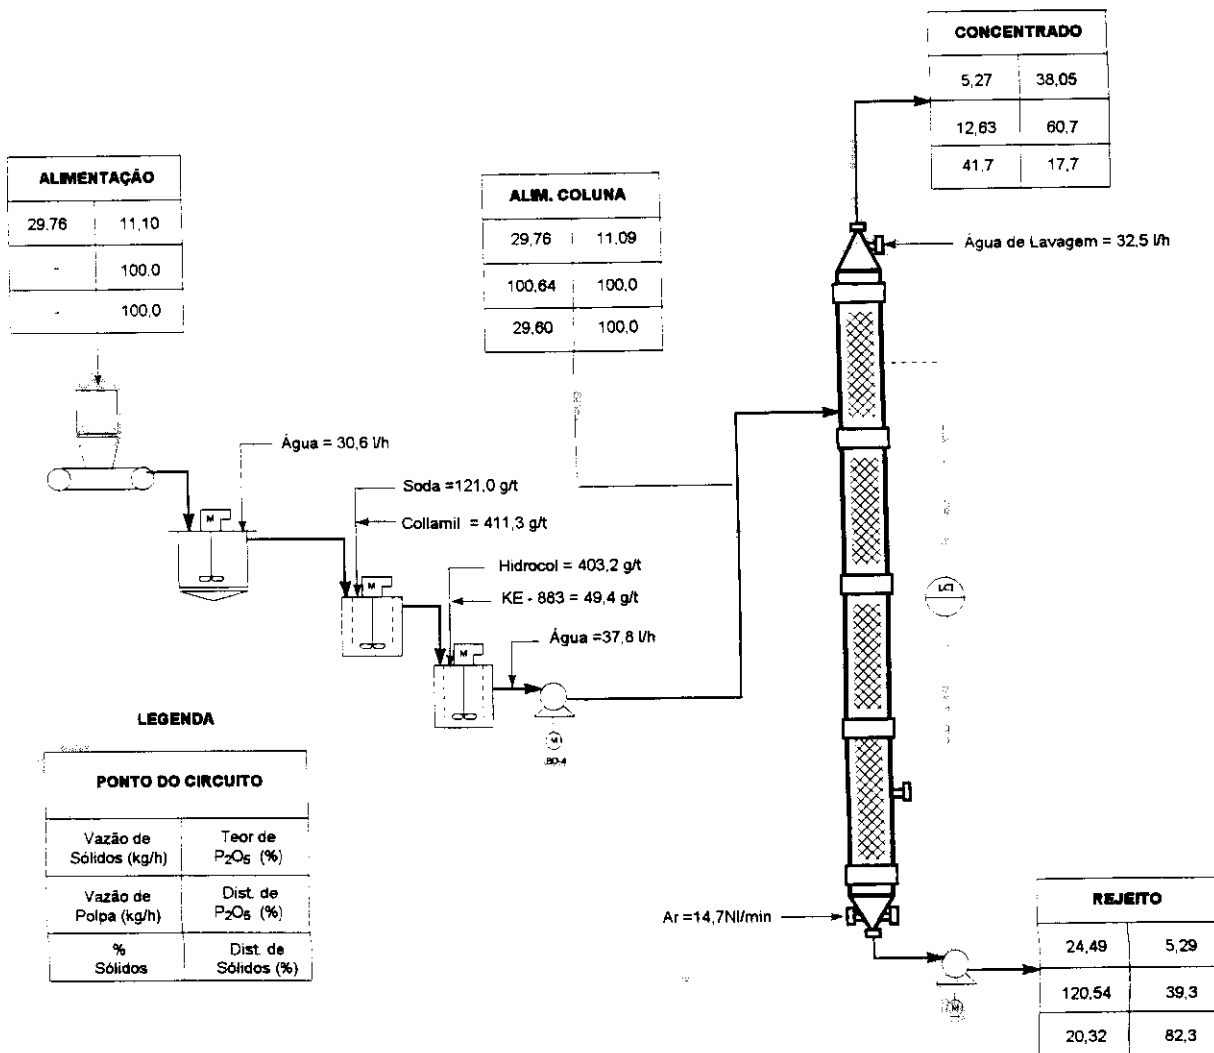 CONCENTRADO
5,27 38,05
12,63 60,7
41,7 17,7
ALIMENTAÇÃO
29.76 11,10
- 100.0
- 100,0
ALIM. COLUNA
29,76 11,09
100,64 100,0
29,60 100,0
Água de Lavagem = 32,5 l/h
Água = 30,6 l/h
M
Soda =121,0 g/t
Collamil = 411,3 g/t
M
Hidrocol = 403,2 g/t
KE - 883 = 49,4 g/t
Água =37,8 l/h
M
M
LEGENDA
PONTO DO CIRCUITO
Vazão de
Sólidos (kg/h)
Teor de
P₂O₅ (%)
Vazão de
Polpa (kg/h)
Dist. de
P₂O₅ (%)
%
Sólidos
Dist. de
Sólidos (%)
Ar =14,7Nl/min
M
REJEITO
24,49 5,29
120,54 39,3
20,32 82,3